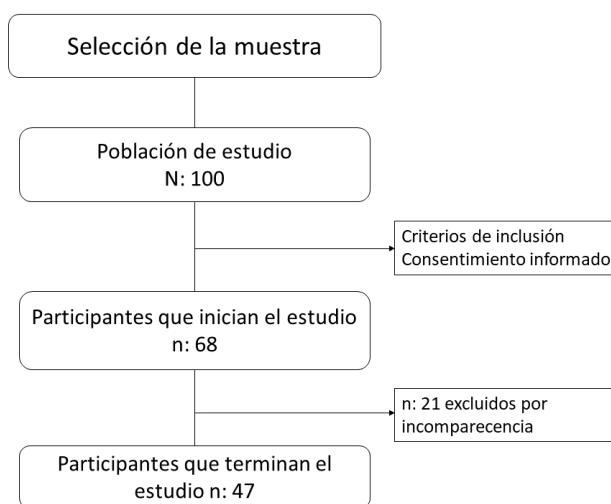 Selección de la muestra
Población de estudio
N: 100
Criterios de inclusión
Consentimiento informado
Participantes que inician el estudio
n: 68
n: 21 excluidos por
incomparecencia
Participantes que terminan el
estudio n: 47